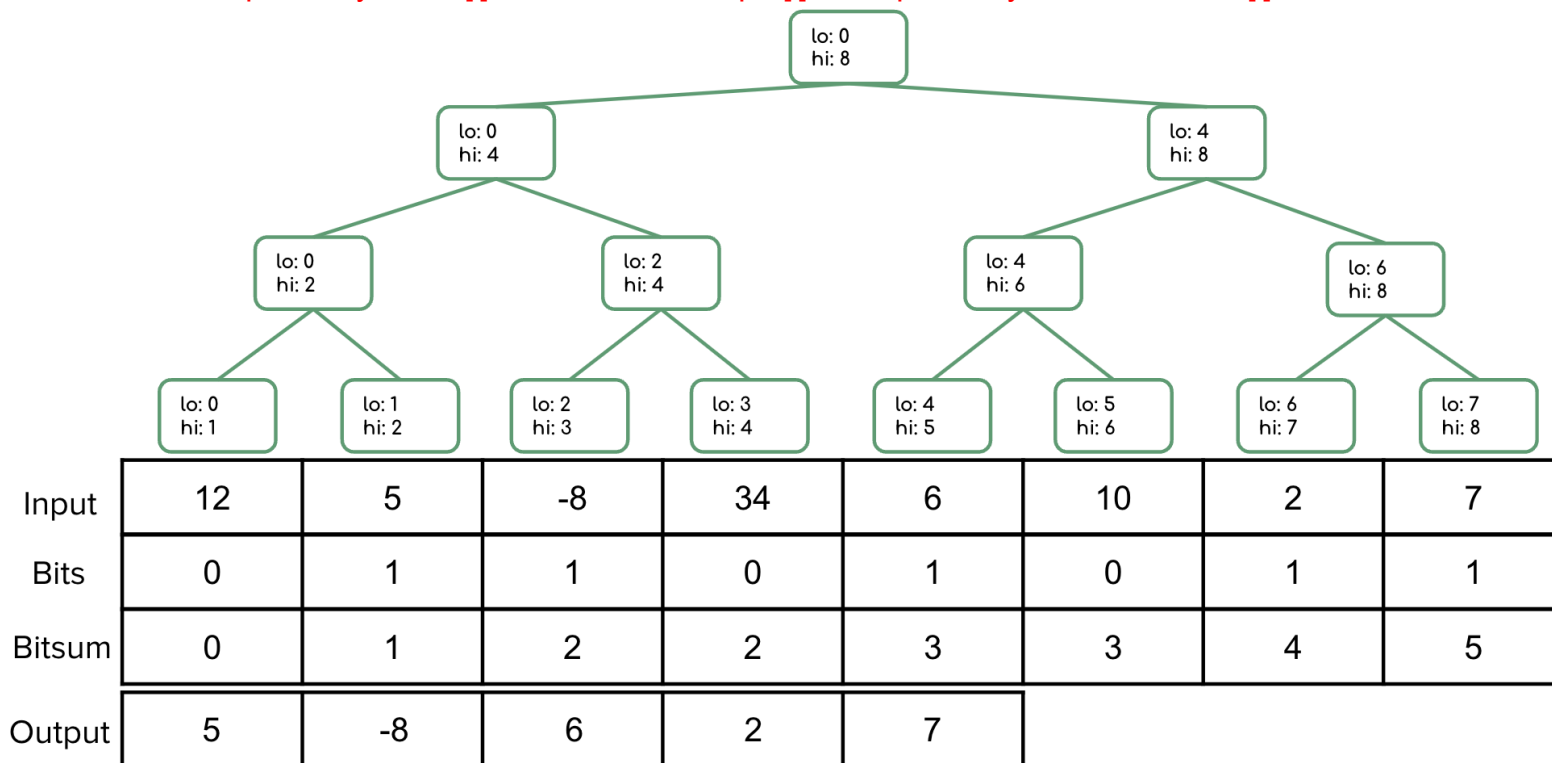 lo: 0
hi: 8
lo: 0
hi: 4
lo: 4
hi: 8
lo: 0
hi: 2
lo: 2
hi: 4
lo: 4
hi: 6
lo: 6
hi: 8
lo: 0
hi: 1
lo: 1
hi: 2
lo: 2
hi: 3
lo: 3
hi: 4
lo: 4
hi: 5
lo: 5
hi: 6
lo: 6
hi: 7
lo: 7
hi: 8
Input 12 5 -8 34 6 10 2 7
Bits 0 1 1 0 1 0 1 1
Bitsum 0 1 2 2 3 3 4 5
Output 5 -8 6 2 7